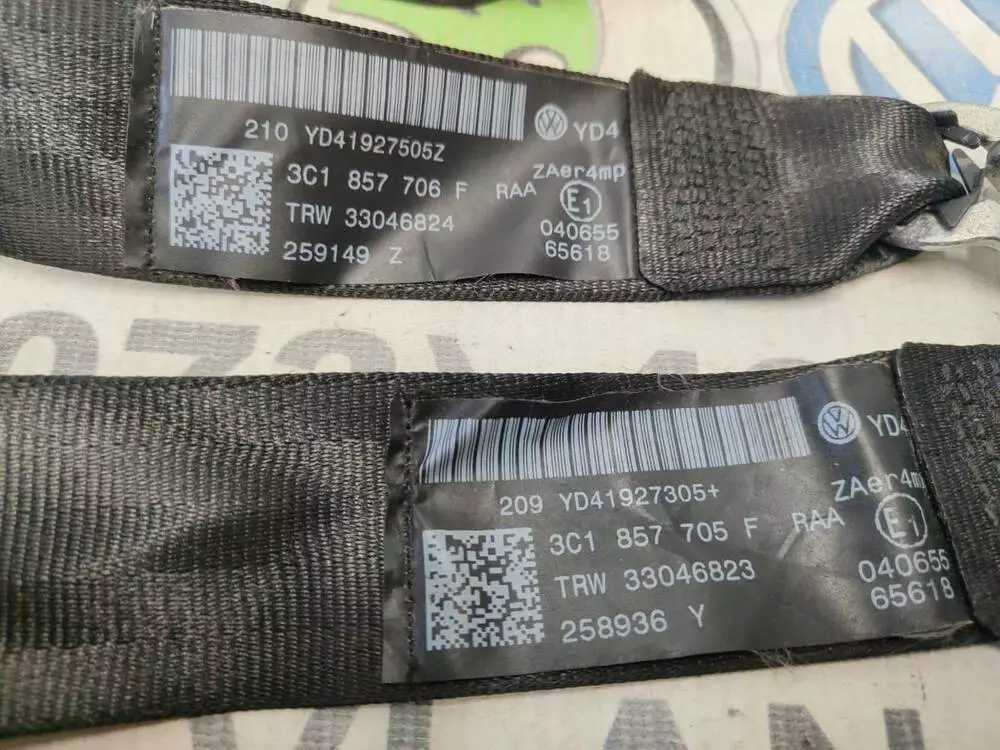 210 YD41927505Z
YD4
3C1 857 706 F RAA
ZAer4mp
E1
TRW 33046824
040655
259149 Z
65618
209 YD41927305+
YD4
3C1 857 705 F RAA
ZAer4mp
E1
TRW 33046823
040655
258936 Y
65618